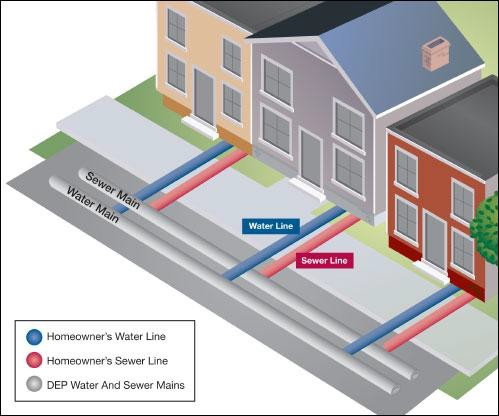 Sewer Main
Water Main
Water Line
Sewer Line
Homeowner's Water Line
Homeowner's Sewer Line
DEP Water And Sewer Mains